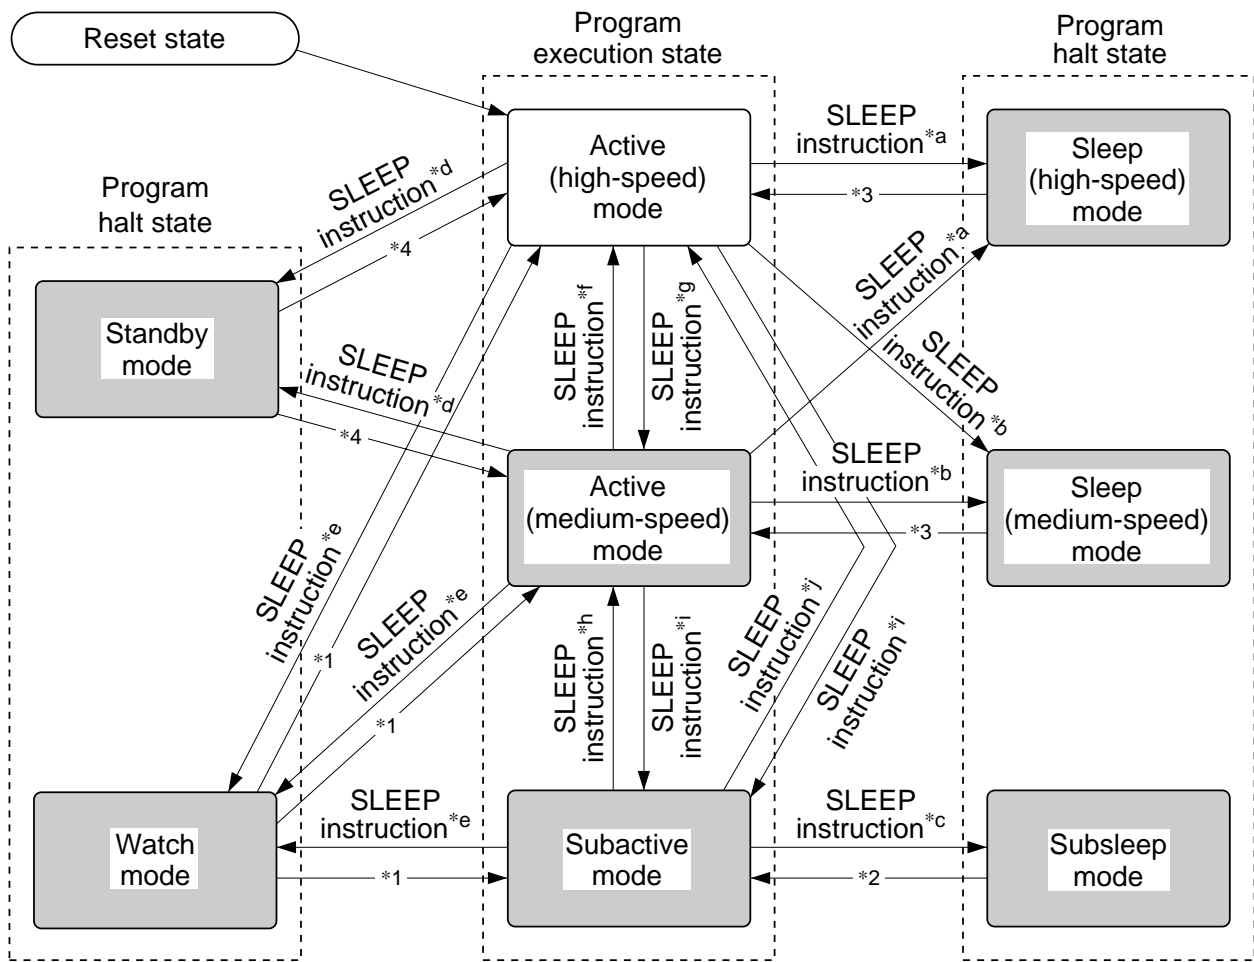 Reset state
Program
execution state
Program
halt state
Program
halt state
Active
(high-speed)
mode
SLEEP
instruction*a
*3
Sleep
(high-speed)
mode
SLEEP
instruction*d
*4
Standby
mode
SLEEP
instruction*d
*4
SLEEP
instruction*f
SLEEP
instruction*g
SLEEP
instruction*a
SLEEP
instruction*b
Active
(medium-speed)
mode
SLEEP
instruction*b
*3
Sleep
(medium-speed)
mode
SLEEP
instruction*e
*1
SLEEP
instruction*e
*1
SLEEP
instruction*h
SLEEP
instruction*i
SLEEP
instruction*j
SLEEP
instruction*i
Watch
mode
SLEEP
instruction*e
*1
Subactive
mode
SLEEP
instruction*c
*2
Subsleep
mode